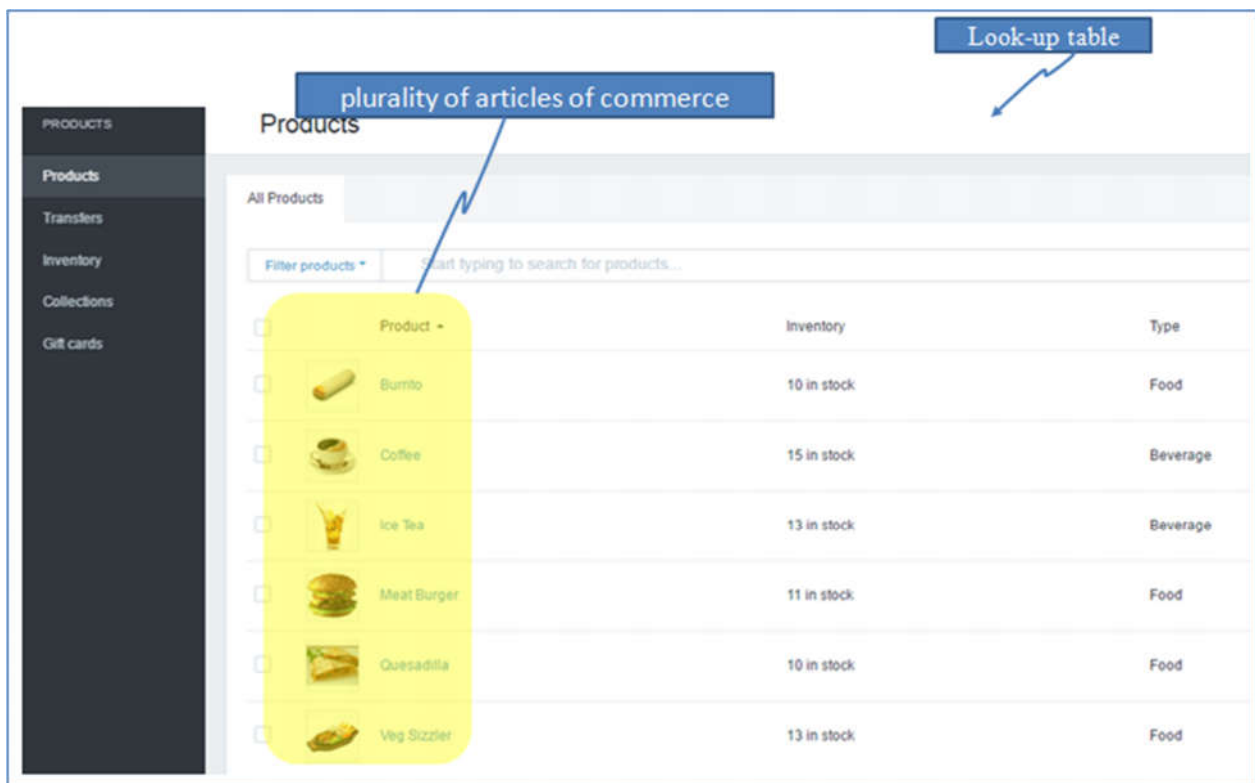 Look-up table
plurality of articles of commerce
PRODUCTS
Products
Products
Transfers
Inventory
Collections
Gift cards
All Products
Filter products
Start typing to search for products...
Product Inventory Type
Burrito 10 in stock Food
Coffee 15 in stock Beverage
Ice Tea 13 in stock Beverage
Meat Burger 11 in stock Food
Quesadilla 10 in stock Food
Veg Sizzler 13 in stock Food